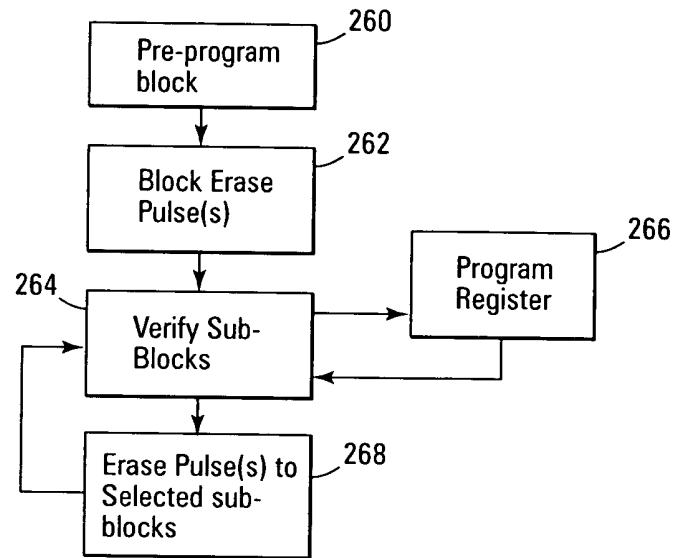 260
Pre-program
block
262
Block Erase
Pulse(s)
264
Verify Sub-
Blocks
266
Program
Register
268
Erase Pulse(s) to
Selected sub-
blocks